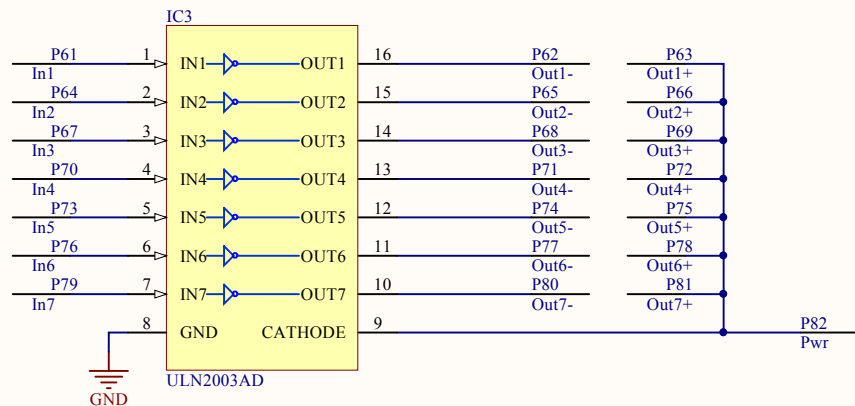 IC3
P61 1 IN1 OUT1 16 P62 P63
In1 Out1- Out1+
P64 2 IN2 OUT2 15 P65 P66
In2 Out2- Out2+
P67 3 IN3 OUT3 14 P68 P69
In3 Out3- Out3+
P70 4 IN4 OUT4 13 P71 P72
In4 Out4- Out4+
P73 5 IN5 OUT5 12 P74 P75
In5 Out5- Out5+
P76 6 IN6 OUT6 11 P77 P78
In6 Out6- Out6+
P79 7 IN7 OUT7 10 P80 P81
In7 Out7- Out7+
8 GND CATHODE 9 P82
Pwr
ULN2003AD
GND